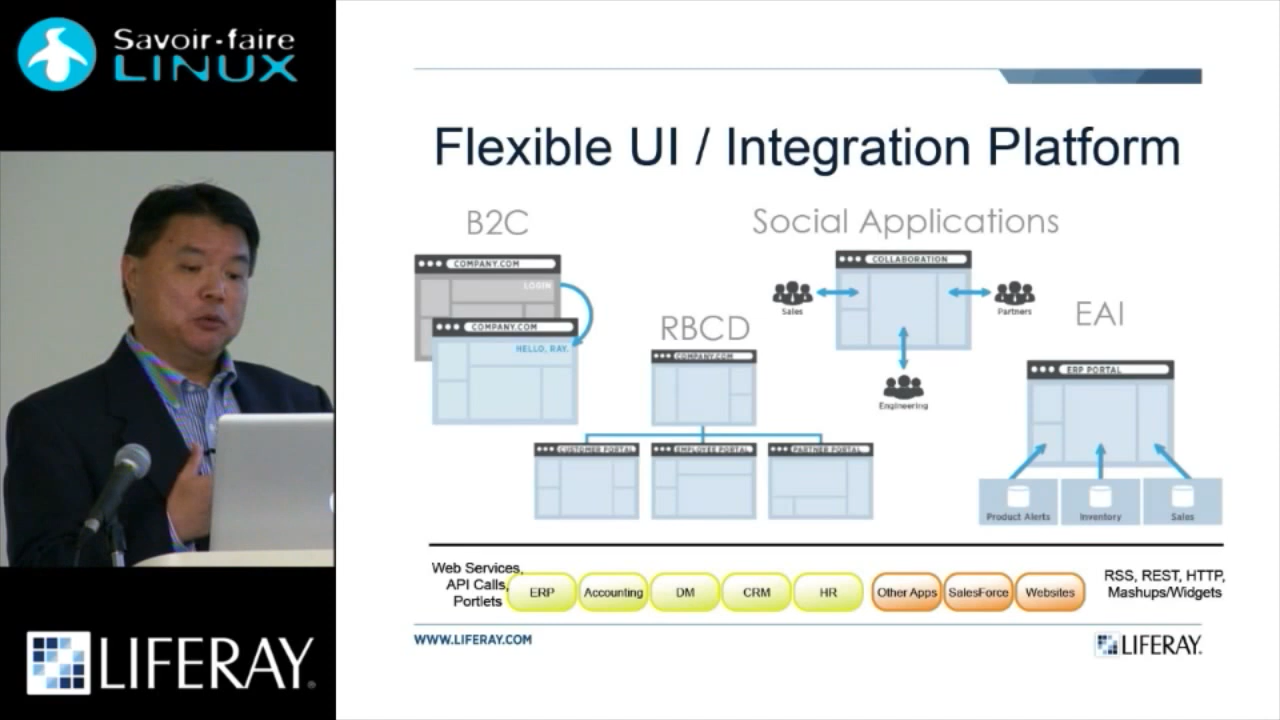 Savoir-faire
LINUX
LIFERAY.
Flexible UI / Integration Platform
B2C
COMPANY.COM
LOGIN
COMPANY.COM
HELLO, RAY.
RBCD
COMPANY.COM
CUSTOMER PORTAL
EMPLOYEE PORTAL
PARTNER PORTAL
Social Applications
COLLABORATION
Sales
Partners
Engineering
EAI
ERP PORTAL
Product Alerts
Inventory
Sales
Web Services,
API Calls,
Portlets
ERP
Accounting
DM
CRM
HR
Other Apps
SalesForce
Websites
RSS, REST, HTTP,
Mashups/Widgets
WWW.LIFERAY.COM
LIFERAY.